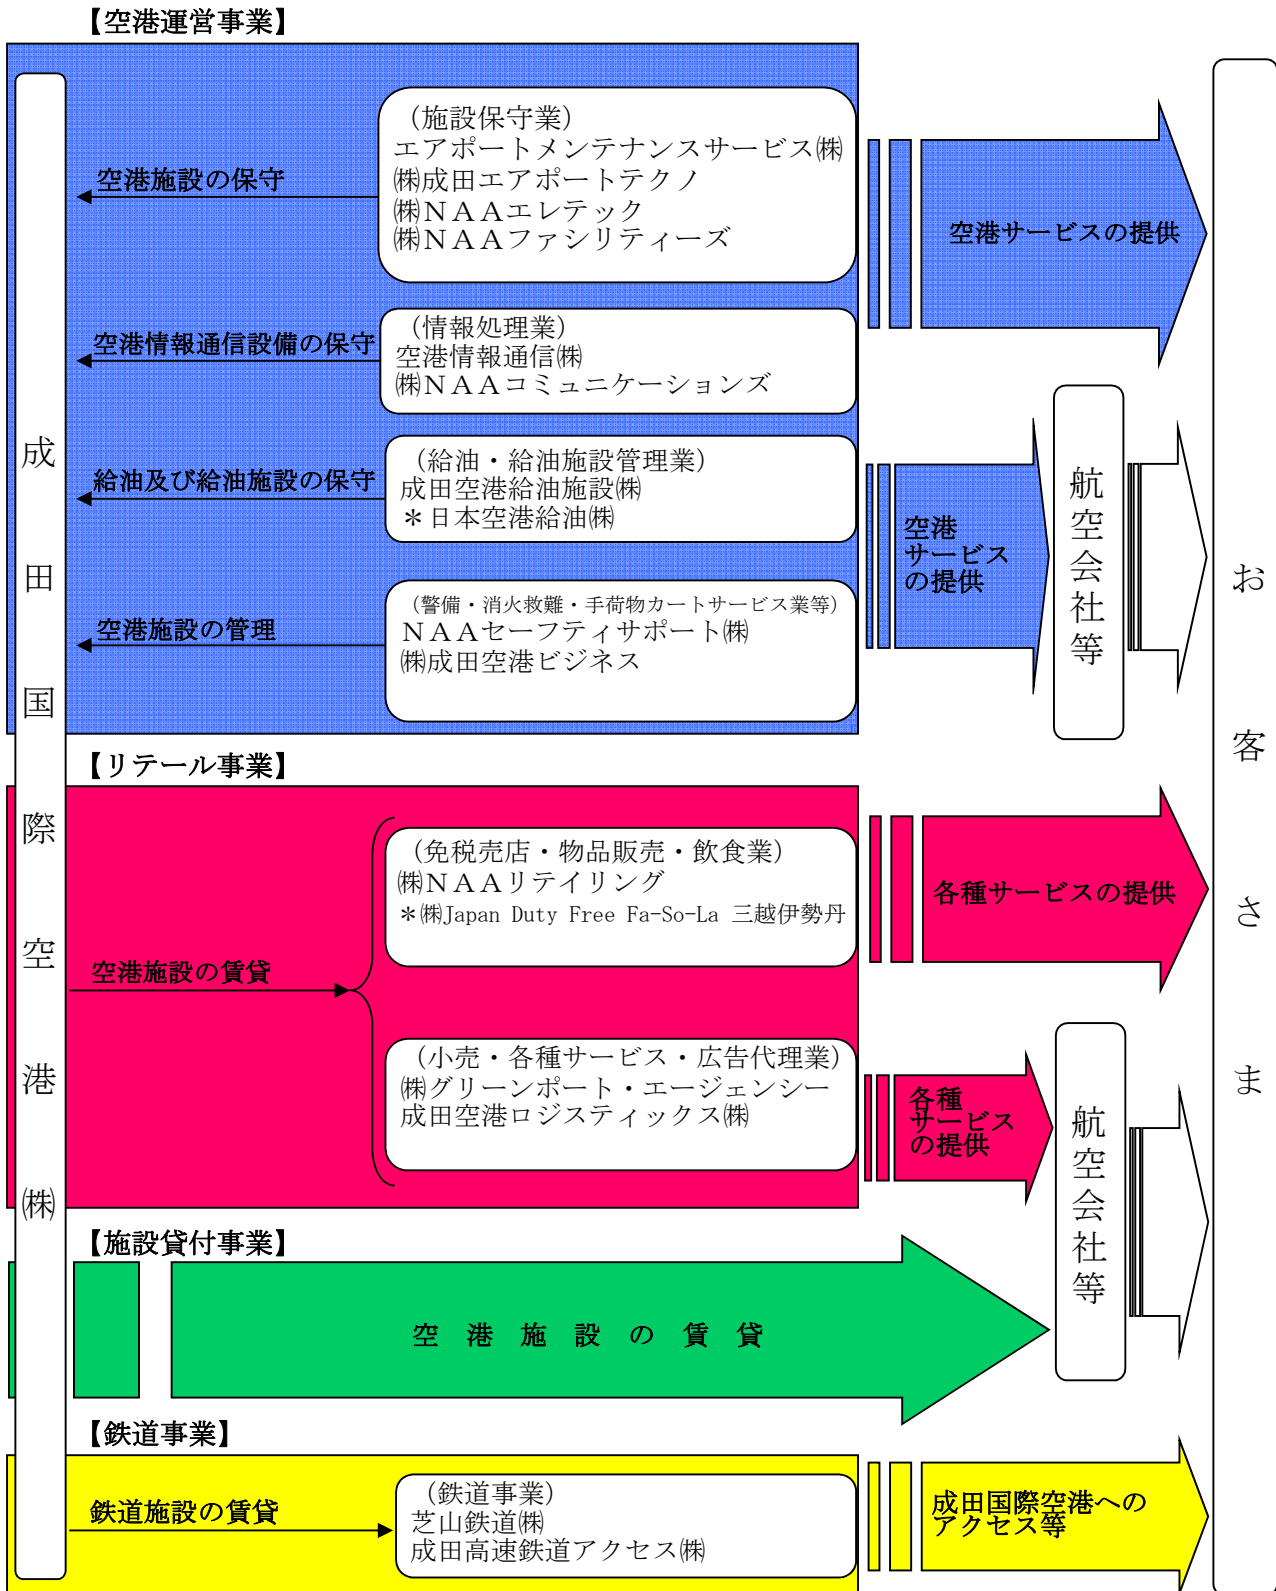 【空港運営事業】
成田国際空港㈱
(施設保守業)
エアポートメンテナンスサービス㈱
㈱成田エアポートテクノ
㈱NAAエレテック
㈱NAAファシリティーズ
空港施設の保守
空港サービスの提供
(情報処理業)
空港情報通信㈱
㈱NAAコミュニケーションズ
空港情報通信設備の保守
(給油・給油施設管理業)
成田空港給油施設㈱
＊日本空港給油㈱
給油及び給油施設の保守
空港
サービス
の提供
航空会社等
お客さま
(警備・消火救難・手荷物カートサービス業等)
NAAセーフティサポート㈱
㈱成田空港ビジネス
空港施設の管理
【リテール事業】
(免税売店・物品販売・飲食業)
㈱NAAリテイリング
＊㈱Japan Duty Free Fa-So-La 三越伊勢丹
各種サービスの提供
空港施設の賃貸
(小売・各種サービス・広告代理業)
㈱グリーンポート・エージェンシー
成田空港ロジスティックス㈱
各種
サービス
の提供
航空会社等
【施設貸付事業】
空港施設の賃貸
【鉄道事業】
鉄道施設の賃貸
(鉄道事業)
芝山鉄道㈱
成田高速鉄道アクセス㈱
成田国際空港への
アクセス等